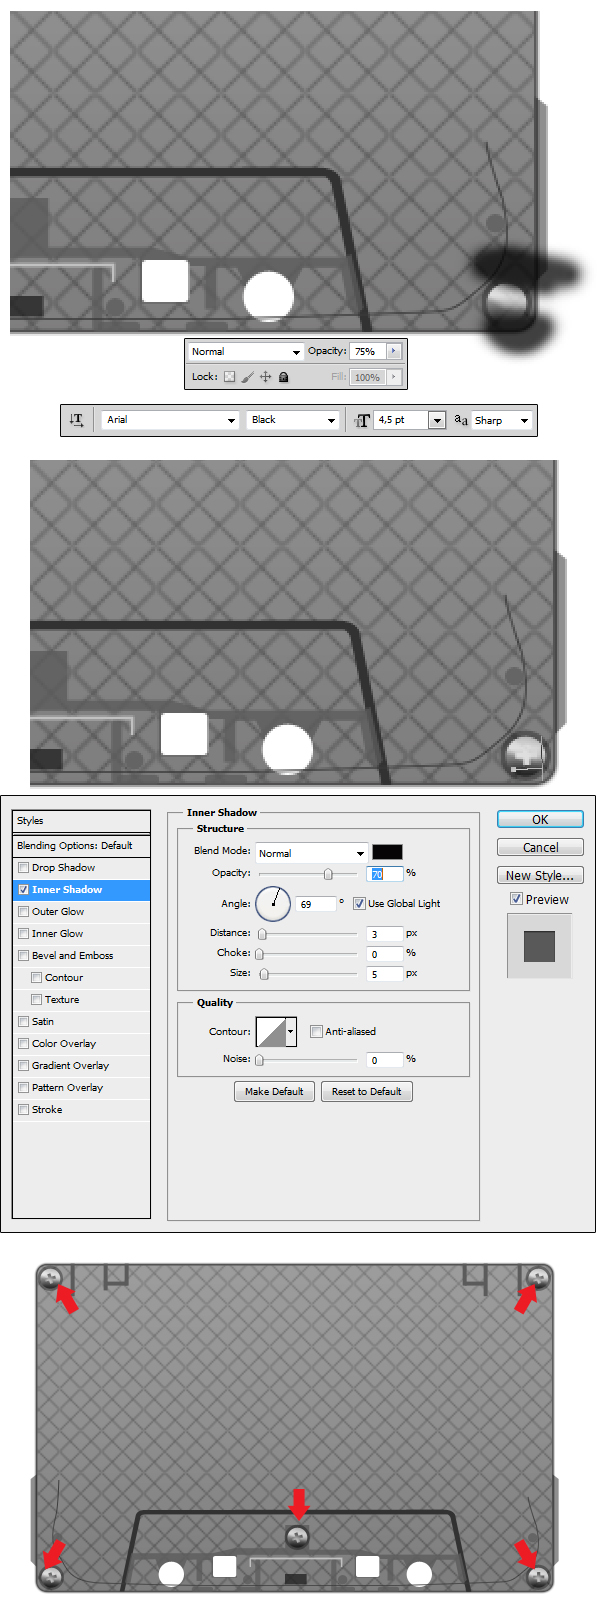 Normal Opacity: 75%
Lock: Fill: 100%
T Arial Black TT 4,5 pt aa Sharp
Inner Shadow
Styles
Structure
OK
Blending Options: Default
Blend Mode: Normal
Cancel
Drop Shadow
Opacity: 70 %
New Style...
Inner Shadow
Preview
Angle: 69 ° Use Global Light
Outer Glow
Inner Glow
Distance: 3 px
Bevel and Emboss
Choke: 0 %
Contour
Size: 5 px
Texture
Quality
Satin
Contour: Anti-aliased
Color Overlay
Noise: 0 %
Gradient Overlay
Pattern Overlay
Make Default Reset to Default
Stroke